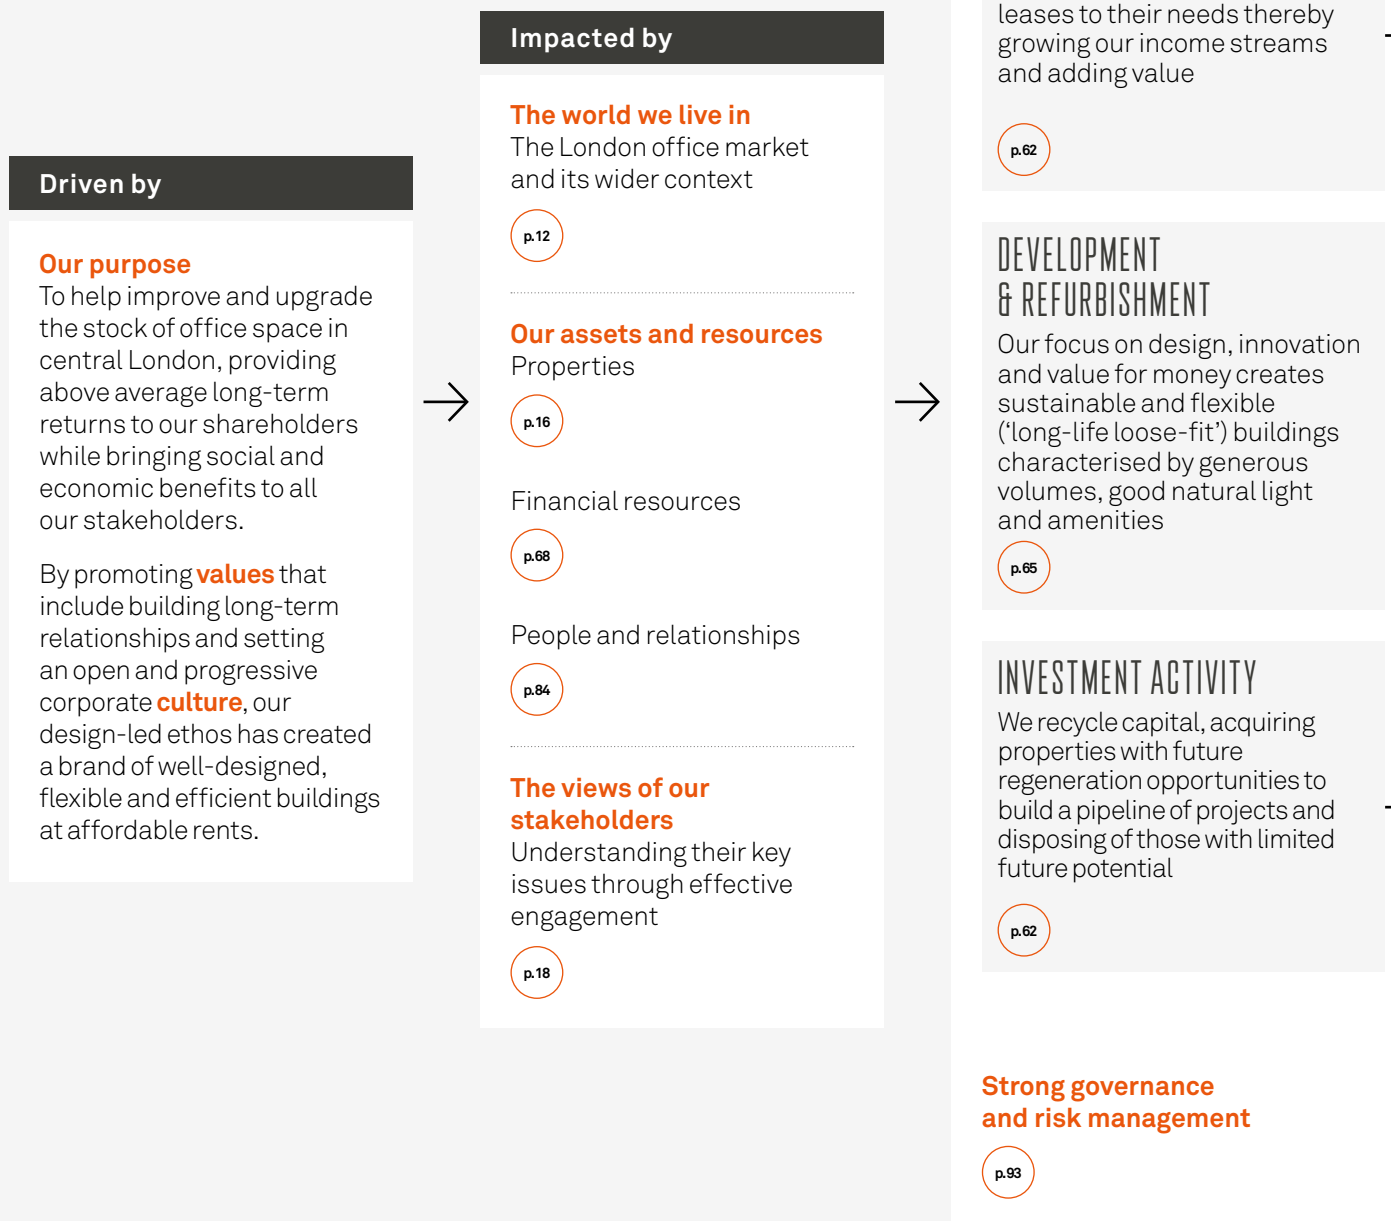 Driven by
Our purpose
To help improve and upgrade
the stock of office space in
central London, providing
above average long-term
returns to our shareholders
while bringing social and
economic benefits to all
our stakeholders.
By promoting values that
include building long-term
relationships and setting
an open and progressive
corporate culture, our
design-led ethos has created
a brand of well-designed,
flexible and efficient buildings
at affordable rents.
Impacted by
The world we live in
The London office market
and its wider context
p.12
Our assets and resources
Properties
p.16
Financial resources
p.68
People and relationships
p.84
The views of our
stakeholders
Understanding their key
issues through effective
engagement
p.18
leases to their needs thereby
growing our income streams
and adding value
p.62
DEVELOPMENT
& REFURBISHMENT
Our focus on design, innovation
and value for money creates
sustainable and flexible
(‘long-life loose-fit’) buildings
characterised by generous
volumes, good natural light
and amenities
p.65
INVESTMENT ACTIVITY
We recycle capital, acquiring
properties with future
regeneration opportunities to
build a pipeline of projects and
disposing of those with limited
future potential
p.62
Strong governance
and risk management
p.93